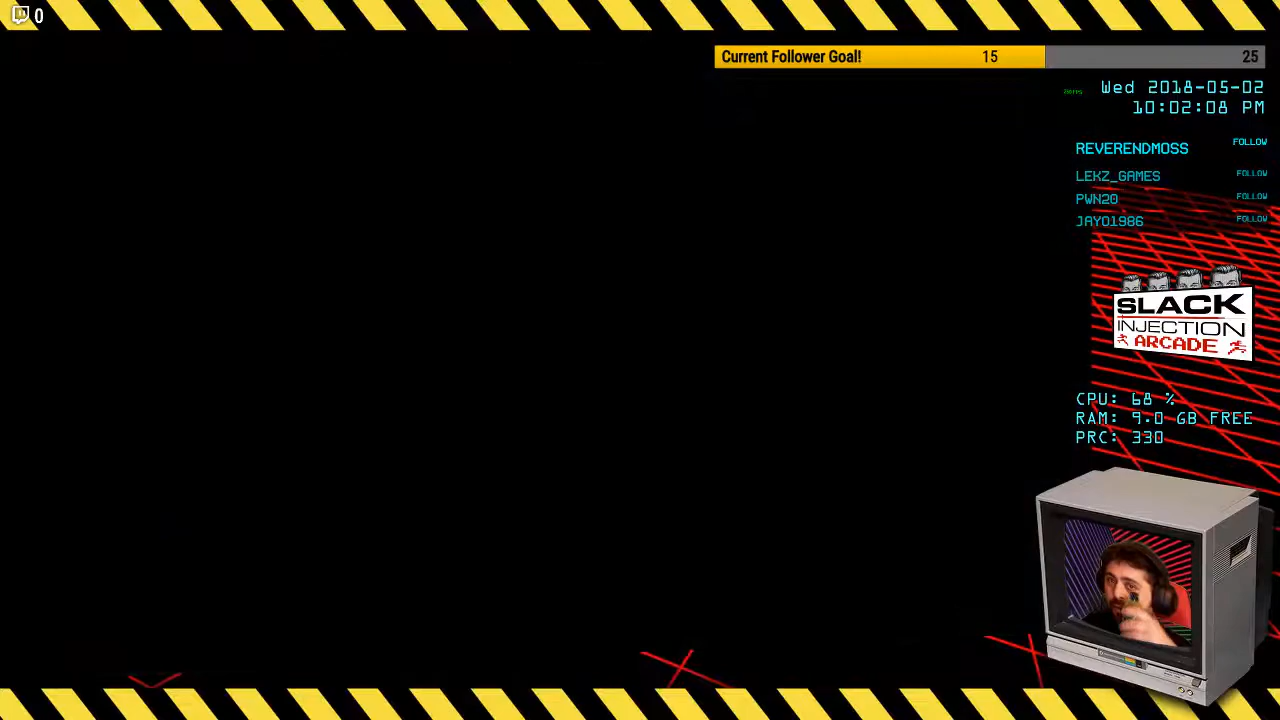 0
Current Follower Goal! 15 25
Wed 2018-05-02
10:02:08 PM
REVERENDMOSS FOLLOW
LEKZ_GAMES FOLLOW
PWN20 FOLLOW
JAYO1986 FOLLOW
SLACK
INJECTION
ARCADE
CPU: 68 %
RAM: 9.0 GB FREE
PRC: 330